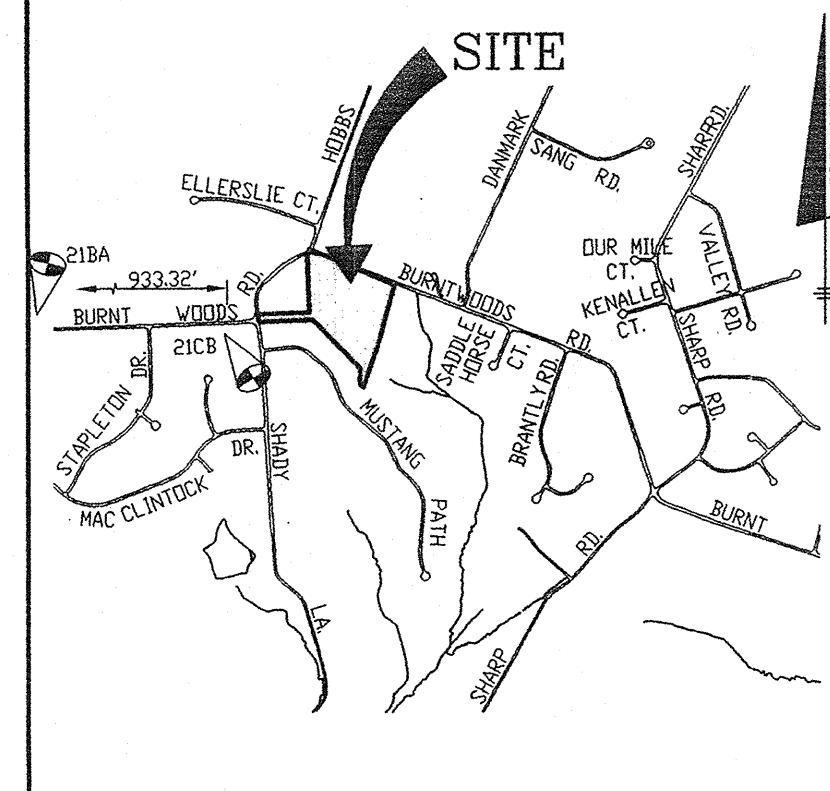 SITE
HOBBS
RD.
ELLERSLIE CT.
DANMARK
SANG RD.
SHARP RD.
21BA
933.32'
OUR MILE
CT.
VALLEY
RD.
KENALLEN
CT.
BURNT WOODS
BURNTWOODS
RD.
21CB
SADDLE
HORSE
CT.
BRANTLY RD.
SHARP
RD.
STAPLETON
DR.
MAC CLINTOCK
DR.
SHADY
LA.
MUSTANG
PATH
BURNT
RD.
SHARP